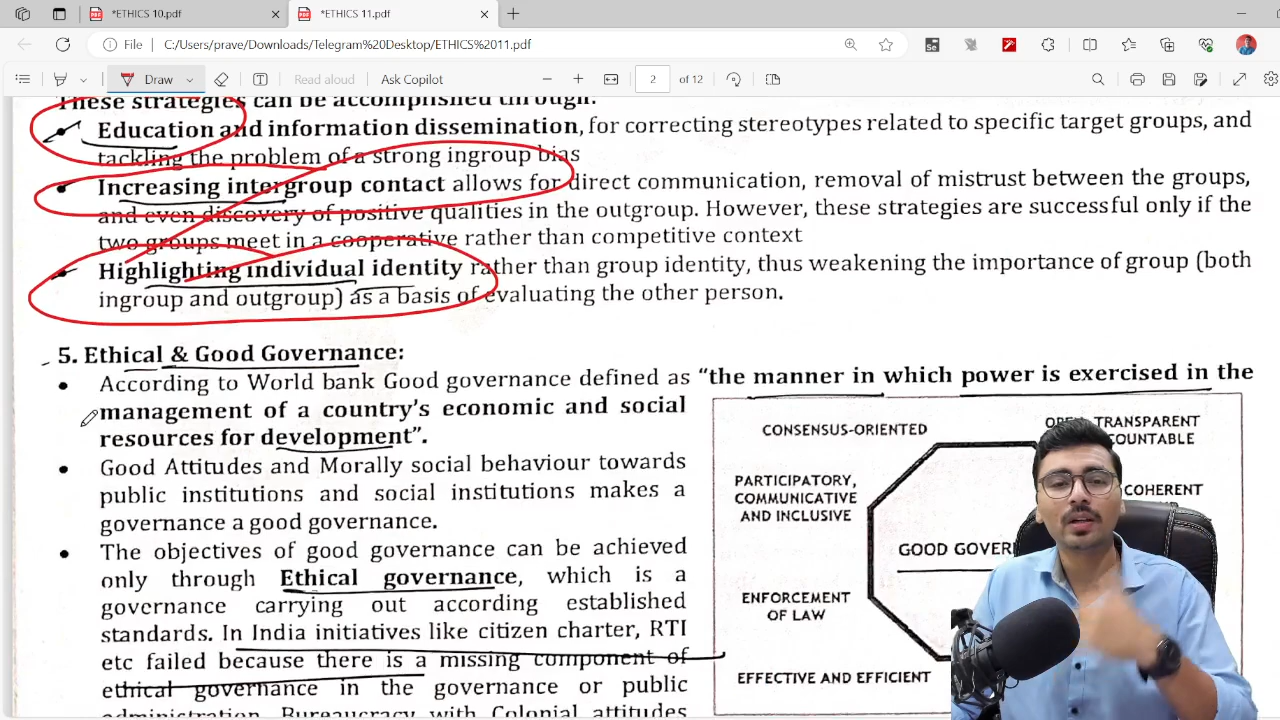 *ETHICS 10.pdf
*ETHICS 11.pdf
File C:/Users/prave/Downloads/Telegram%20Desktop/ETHICS%2011.pdf
Draw Read aloud Ask Copilot 2 of 12
These strategies can be accomplished through:
• Education and information dissemination, for correcting stereotypes related to specific target groups, and
tackling the problem of a strong ingroup bias
• Increasing intergroup contact allows for direct communication, removal of mistrust between the groups,
and even discovery of positive qualities in the outgroup. However, these strategies are successful only if the
two groups meet in a cooperative rather than competitive context
• Highlighting individual identity rather than group identity, thus weakening the importance of group (both
ingroup and outgroup) as a basis of evaluating the other person.
5. Ethical & Good Governance:
• According to World bank Good governance defined as “the manner in which power is exercised in the
management of a country’s economic and social
resources for development”.
• Good Attitudes and Morally social behaviour towards
public institutions and social institutions makes a
governance a good governance.
• The objectives of good governance can be achieved
only through Ethical governance, which is a
governance carrying out according established
standards. In India initiatives like citizen charter, RTI
etc failed because there is a missing component of
ethical governance in the governance or public
administration. Bureaucracy with Colonial attitudes
CONSENSUS-ORIENTED
TRANSPARENT
PARTICIPATORY,
COMMUNICATIVE
AND INCLUSIVE
COHERENT
GOOD
ENFORCEMENT
OF LAW
EFFECTIVE AND EFFICIENT